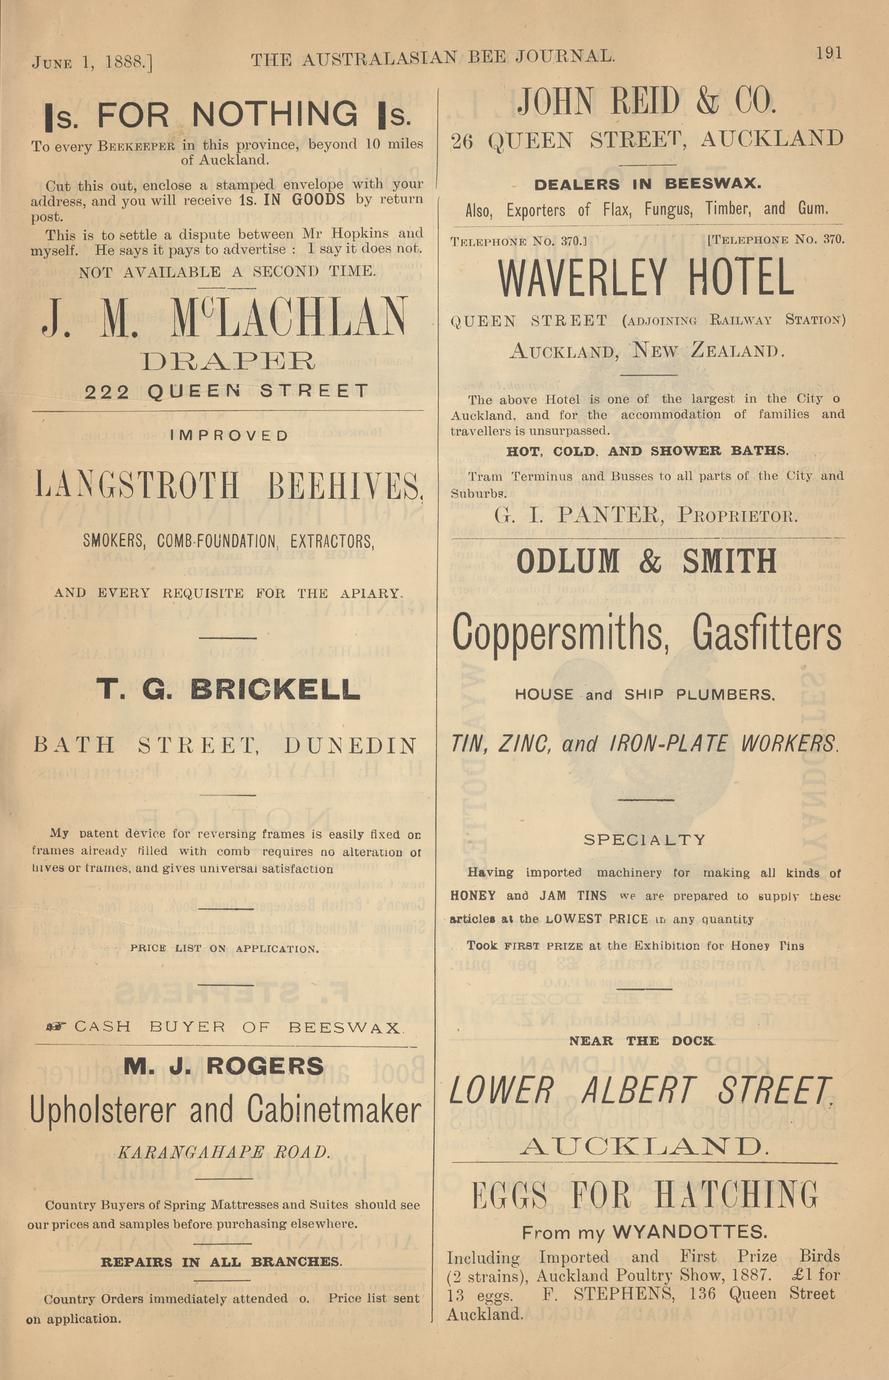 JUNE 1, 1888.]
THE AUSTRALASIAN BEE JOURNAL.
191
1s. FOR NOTHING 1s.
To every BEEKEEPER in this province, beyond 10 miles
of Auckland.
Cut this out, enclose a stamped envelope with your
address, and you will receive 1s. IN GOODS by return
post.
This is to settle a dispute between Mr Hopkins and
myself. He says it pays to advertise : I say it does not.
NOT AVAILABLE A SECOND TIME.
J. M. McLACHLAN
DRAPER
222 QUEEN STREET
IMPROVED
LANGSTROTH BEEHIVES,
SMOKERS, COMB-FOUNDATION, EXTRACTORS,
AND EVERY REQUISITE FOR THE APIARY.
T. G. BRICKELL
BATH STREET, DUNEDIN
My patent device for reversing frames is easily fixed on
frames already filled with comb requires no alteration of
hives or frames, and gives universal satisfaction
PRICE LIST ON APPLICATION.
☞ CASH BUYER OF BEESWAX.
M. J. ROGERS
Upholsterer and Cabinetmaker
KARANGAHAPE ROAD.
Country Buyers of Spring Mattresses and Suites should see
our prices and samples before purchasing elsewhere.
REPAIRS IN ALL BRANCHES.
Country Orders immediately attended o. Price list sent
on application.
JOHN REID & CO.
26 QUEEN STREET, AUCKLAND
DEALERS IN BEESWAX.
Also, Exporters of Flax, Fungus, Timber, and Gum.
TELEPHONE NO. 370.] [TELEPHONE NO. 370.
WAVERLEY HOTEL
QUEEN STREET (ADJOINING RAILWAY STATION)
AUCKLAND, NEW ZEALAND.
The above Hotel is one of the largest in the City o
Auckland, and for the accommodation of families and
travellers is unsurpassed.
HOT, COLD, AND SHOWER BATHS.
Tram Terminus and Busses to all parts of the City and
Suburbs.
G. I. PANTER, PROPRIETOR.
ODLUM & SMITH
Coppersmiths, Gasfitters
HOUSE and SHIP PLUMBERS.
TIN, ZINC, and IRON-PLATE WORKERS.
SPECIALTY
Having imported machinery for making all kinds of
HONEY and JAM TINS we are prepared to supply these
articles at the LOWEST PRICE in any quantity
Took FIRST PRIZE at the Exhibition for Honey Tins
NEAR THE DOCK
LOWER ALBERT STREET,
AUCKLAND.
EGGS FOR HATCHING
From my WYANDOTTES.
Including Imported and First Prize Birds
(2 strains), Auckland Poultry Show, 1887. £1 for
13 eggs. F. STEPHENS, 136 Queen Street
Auckland.